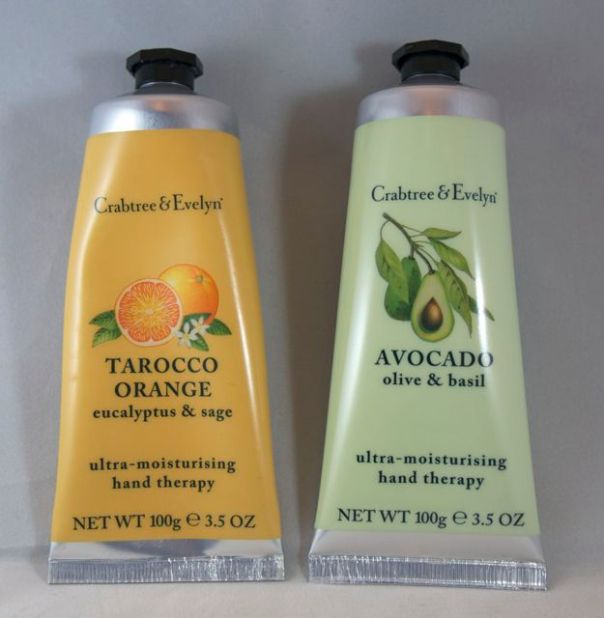 Crabtree & Evelyn®
TAROCCO
ORANGE
eucalyptus & sage
ultra-moisturising
hand therapy
NET WT 100g ℮ 3.5 OZ
Crabtree & Evelyn®
AVOCADO
olive & basil
ultra-moisturising
hand therapy
NET WT 100g ℮ 3.5 OZ